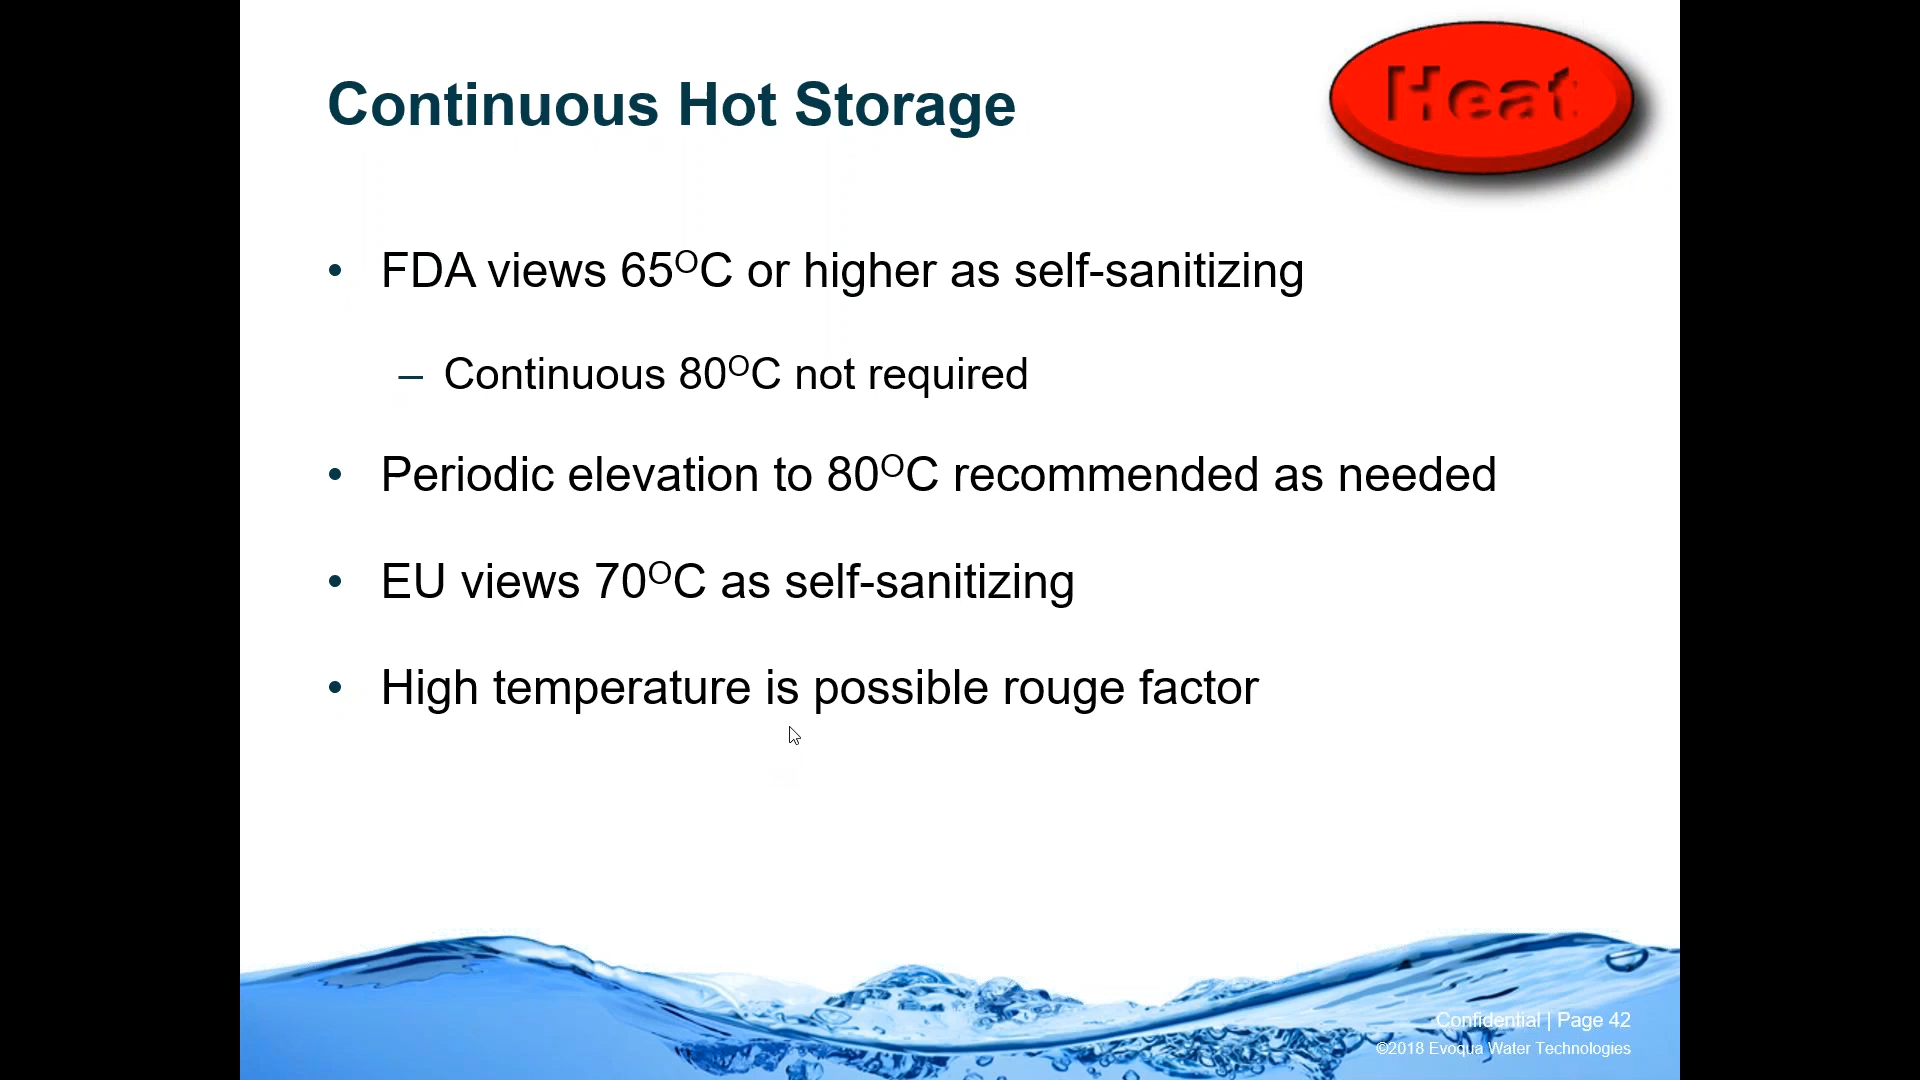 Continuous Hot Storage
Heat
• FDA views 65ᴼC or higher as self-sanitizing
– Continuous 80ᴼC not required
• Periodic elevation to 80ᴼC recommended as needed
• EU views 70ᴼC as self-sanitizing
• High temperature is possible rouge factor
Confidential | Page 42
©2018 Evoqua Water Technologies